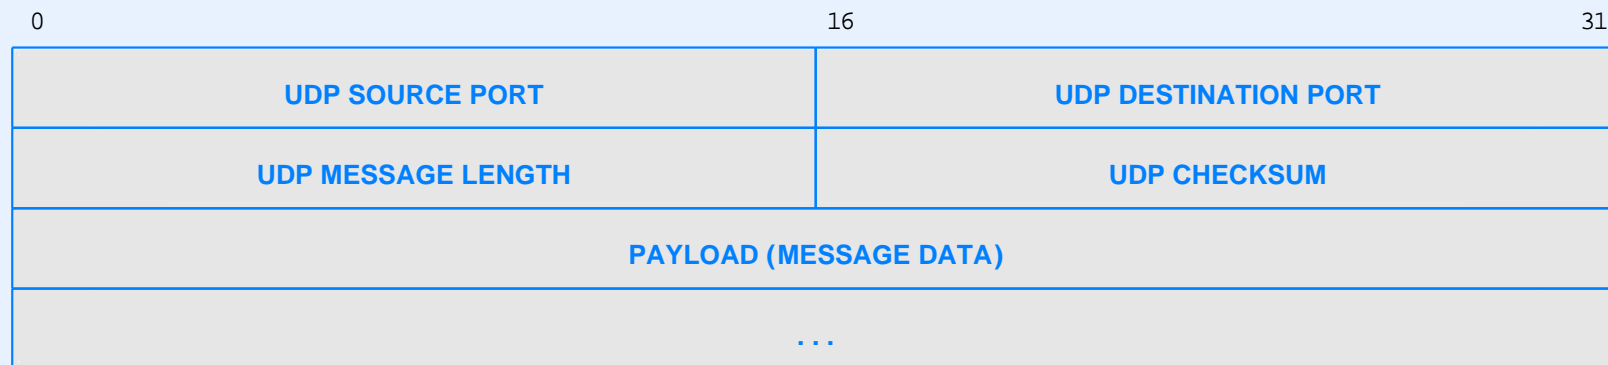 0 16 31
UDP SOURCE PORT UDP DESTINATION PORT
UDP MESSAGE LENGTH UDP CHECKSUM
PAYLOAD (MESSAGE DATA)
. . .